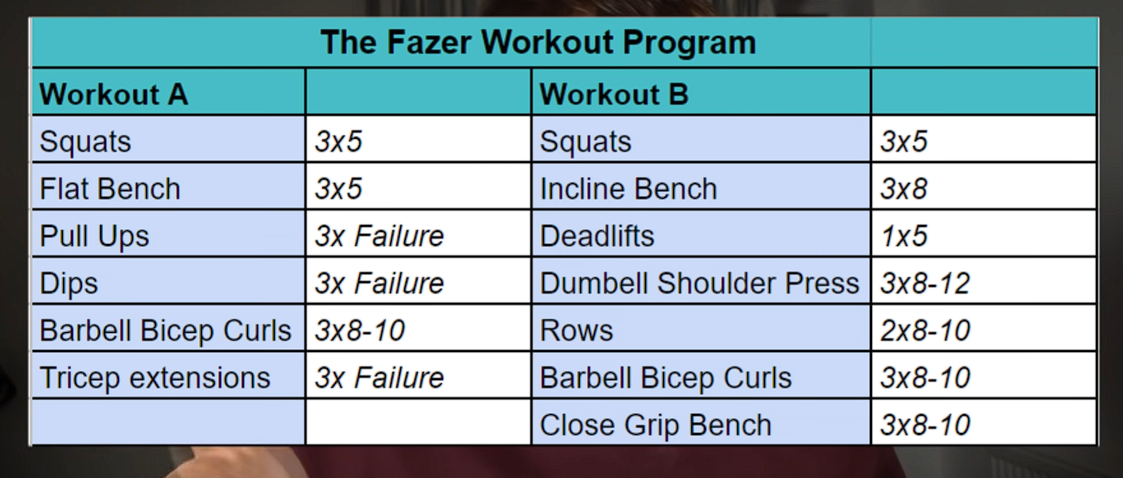 The Fazer Workout Program
Workout A Workout B
Squats 3x5 Squats 3x5
Flat Bench 3x5 Incline Bench 3x8
Pull Ups 3x Failure Deadlifts 1x5
Dips 3x Failure Dumbell Shoulder Press 3x8-12
Barbell Bicep Curls 3x8-10 Rows 2x8-10
Tricep extensions 3x Failure Barbell Bicep Curls 3x8-10
Close Grip Bench 3x8-10